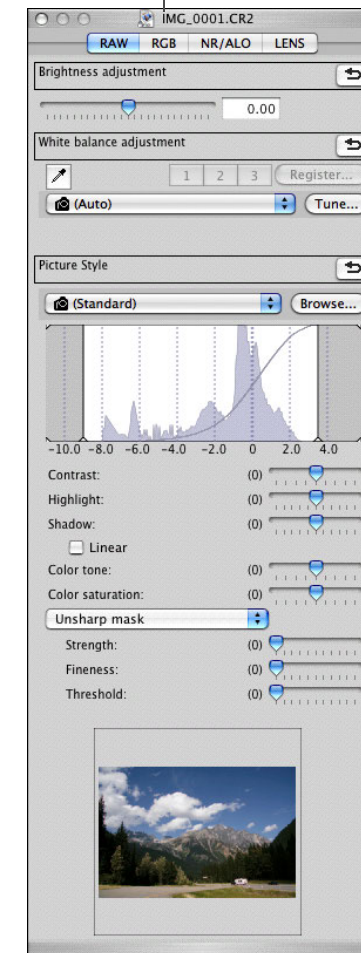 IMG_0001.CR2
RAW RGB NR/ALO LENS
Brightness adjustment
0.00
White balance adjustment
1 2 3 Register...
(Auto) Tune...
Picture Style
(Standard) Browse...
-10.0 -8.0 -6.0 -4.0 -2.0 0 2.0 4.0
Contrast: (0)
Highlight: (0)
Shadow: (0)
Linear
Color tone: (0)
Color saturation: (0)
Unsharp mask
Strength: (0)
Fineness: (0)
Threshold: (0)